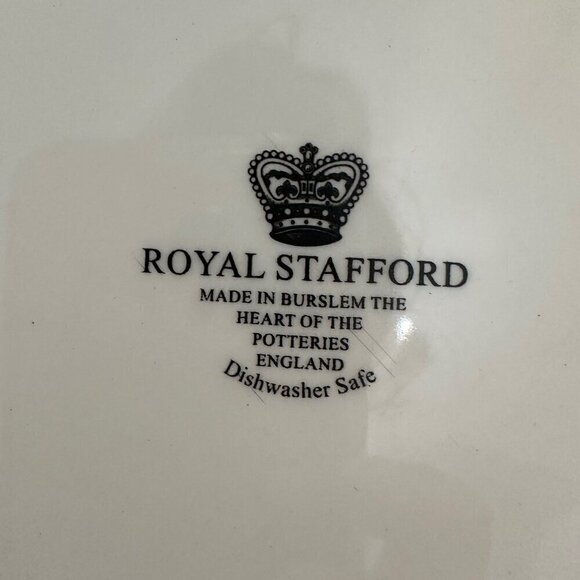 ROYAL STAFFORD
MADE IN BURSLEM THE
HEART OF THE
POTTERIES
ENGLAND
Dishwasher Safe